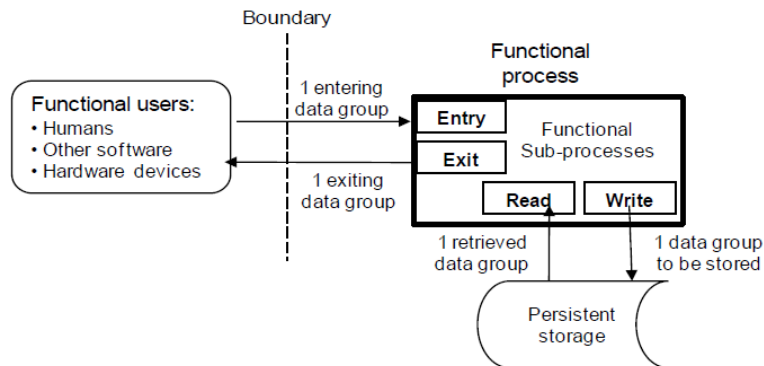 Boundary
Functional
process
Functional users:
• Humans
• Other software
• Hardware devices
1 entering
data group
Entry
Functional
Sub-processes
Exit
1 exiting
data group
Read
Write
1 retrieved
data group
1 data group
to be stored
Persistent
storage